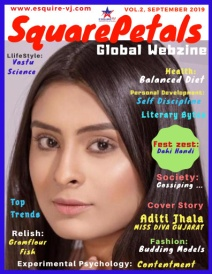 www.esquire-vj.com
VOL.2, SEPTEMBER 2019
SquarePetals
Global Webzine
LifeStyle:
Vastu
Science
Health:
Balanced Diet
Personal Development:
Self Discipline
Literary Bytes
Fest zest:
Dahi Handi
Society:
Gossiping ...
Top
Trends
Cover Story
Aditi Thala
MISS DIVA GUJARAT
Relish:
Gramflour
Fish
Fashion:
Budding Models
Experimental Psychology: Contentment